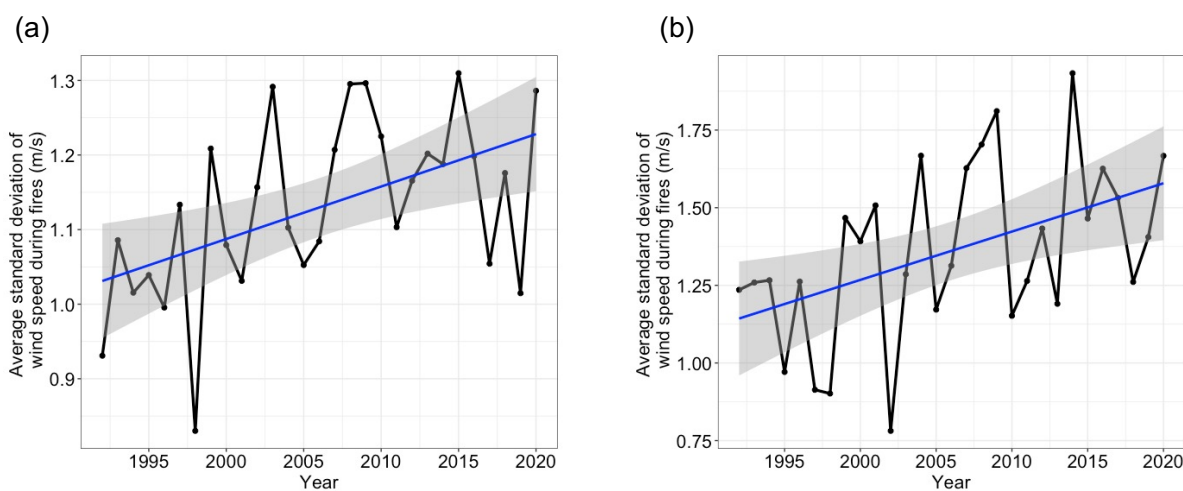 (a)
Average standard deviation of
wind speed during fires (m/s)
1.3
1.2
1.1
1.0
0.9
1995 2000 2005 2010 2015 2020
Year
(b)
Average standard deviation of
wind speed during fires (m/s)
1.75
1.50
1.25
1.00
0.75
1995 2000 2005 2010 2015 2020
Year